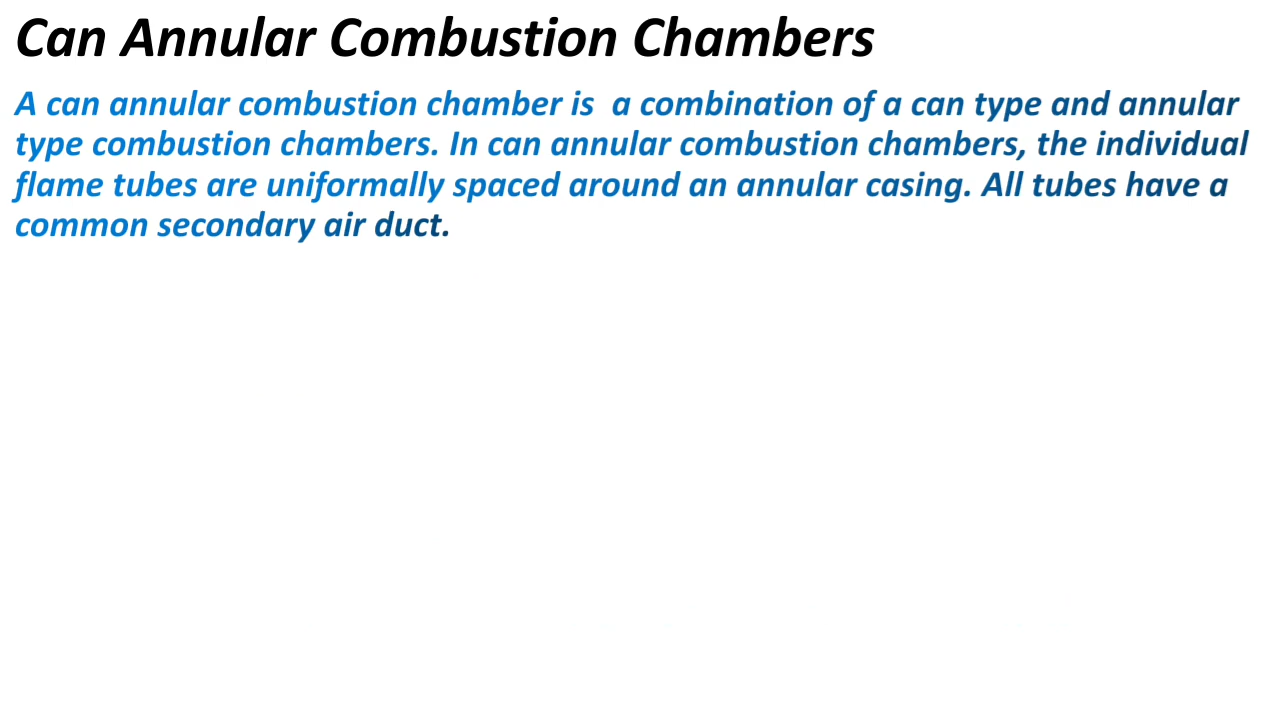 Can Annular Combustion Chambers
A can annular combustion chamber is  a combination of a can type and annular
type combustion chambers. In can annular combustion chambers, the individual
flame tubes are uniformally spaced around an annular casing. All tubes have a
common secondary air duct.